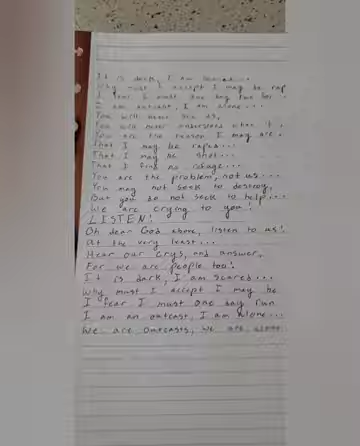 It is dark, I am scared...
Why must I accept I may be rap
I fear I must one day run for
I am outcast, I am alone...
You will never see us,
You will never understand what I
You are the reason I may are.
That I may be raped...
That I may be shot...
That I find no refuge...
You are the problem, not us...
You may not seek to destroy,
But you do not seek to help...
We are crying to you!
LISTEN!
Oh dear God above, listen to us!
At the very least...
Hear our crys, and answer,
For we are people too!
It is dark, I am scared...
Why must I accept I may be
I fear I must one day run
I am an outcast, I am alone...
We are outcasts, we are alone